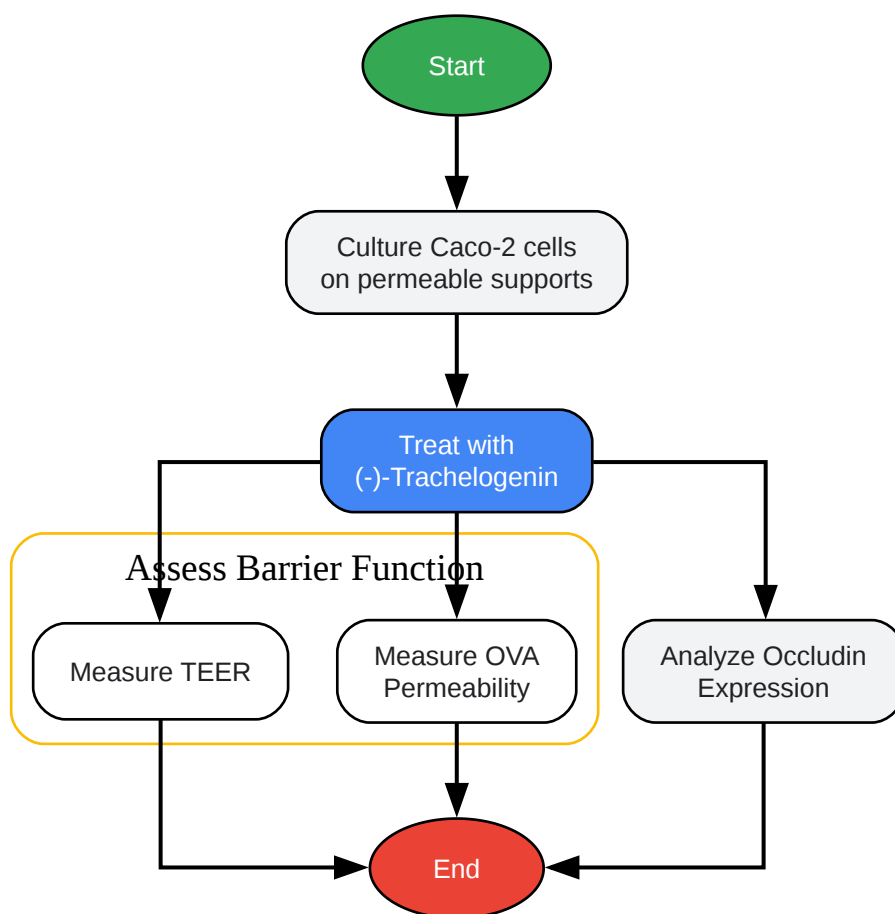 Start
Culture Caco-2 cells
on permeable supports
Treat with
(-)-Trachelogenin
Assess Barrier Function
Measure TEER
Measure OVA
Permeability
Analyze Occludin
Expression
End